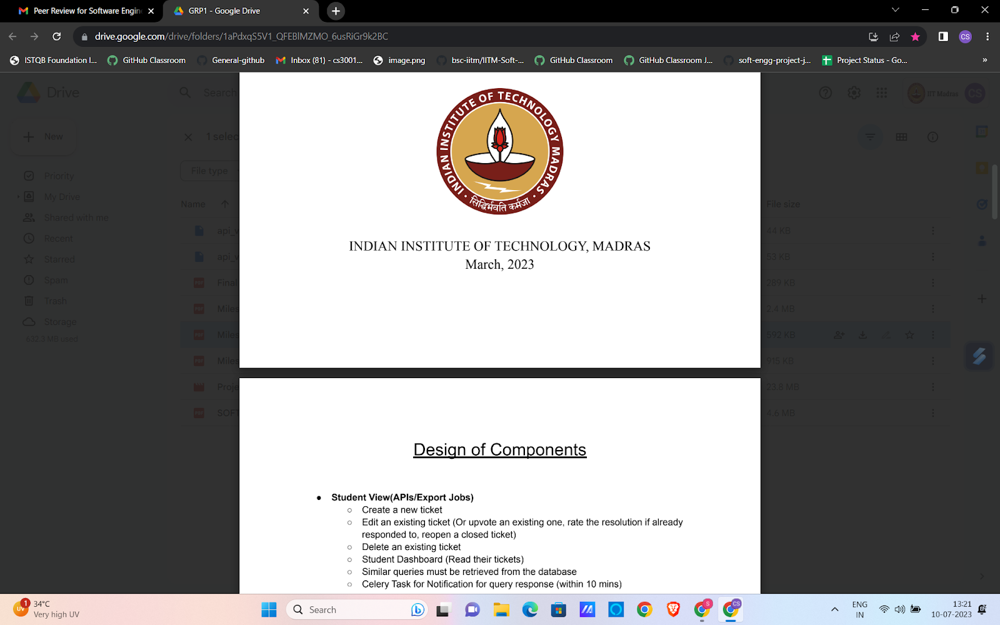 Peer Review for Software Engin
GRP1 - Google Drive
drive.google.com/drive/folders/1aPdxqS5V1_QFEBlMZMO_6usRiGr9k2BC
CS
ISTQB Foundation l...
GitHub Classroom
General-github
Inbox (81) - cs3001...
image.png
bsc-iitm/IITM-Soft-...
GitHub Classroom
GitHub Classroom J...
soft-engg-project-j...
Project Status - Go...
»
Drive
Search
IIT Madras
CS
New
1 selec
File type
Priority
My Drive
Shared with me
Recent
Starred
Spam
Trash
Storage
632.3 MB used
Name
File size
api_v
44 KB
api_v
53 KB
Final
289 KB
Miles
2.4 MB
Miles
592 KB
Miles
915 KB
Proje
23.8 MB
SOFT
4.6 MB
INDIAN INSTITUTE OF TECHNOLOGY MADRAS
सिद्धिर्भवति कर्मजा
INDIAN INSTITUTE OF TECHNOLOGY, MADRAS
March, 2023
Design of Components
● Student View(APIs/Export Jobs)
○ Create a new ticket
○ Edit an existing ticket (Or upvote an existing one, rate the resolution if already
responded to, reopen a closed ticket)
○ Delete an existing ticket
○ Student Dashboard (Read their tickets)
○ Similar queries must be retrieved from the database
○ Celery Task for Notification for query response (within 10 mins)
UV
1
34°C
Very high UV
Search
S
CS
ENG
IN
13:21
10-07-2023